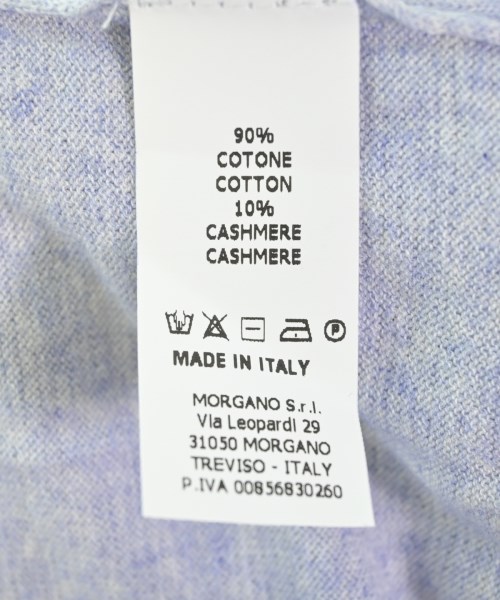 90%
COTONE
COTTON
10%
CASHMERE
CASHMERE
P
MADE IN ITALY
MORGANO S.r.l.
Via Leopardi 29
31050 MORGANO
TREVISO - ITALY
P.IVA 00856830260